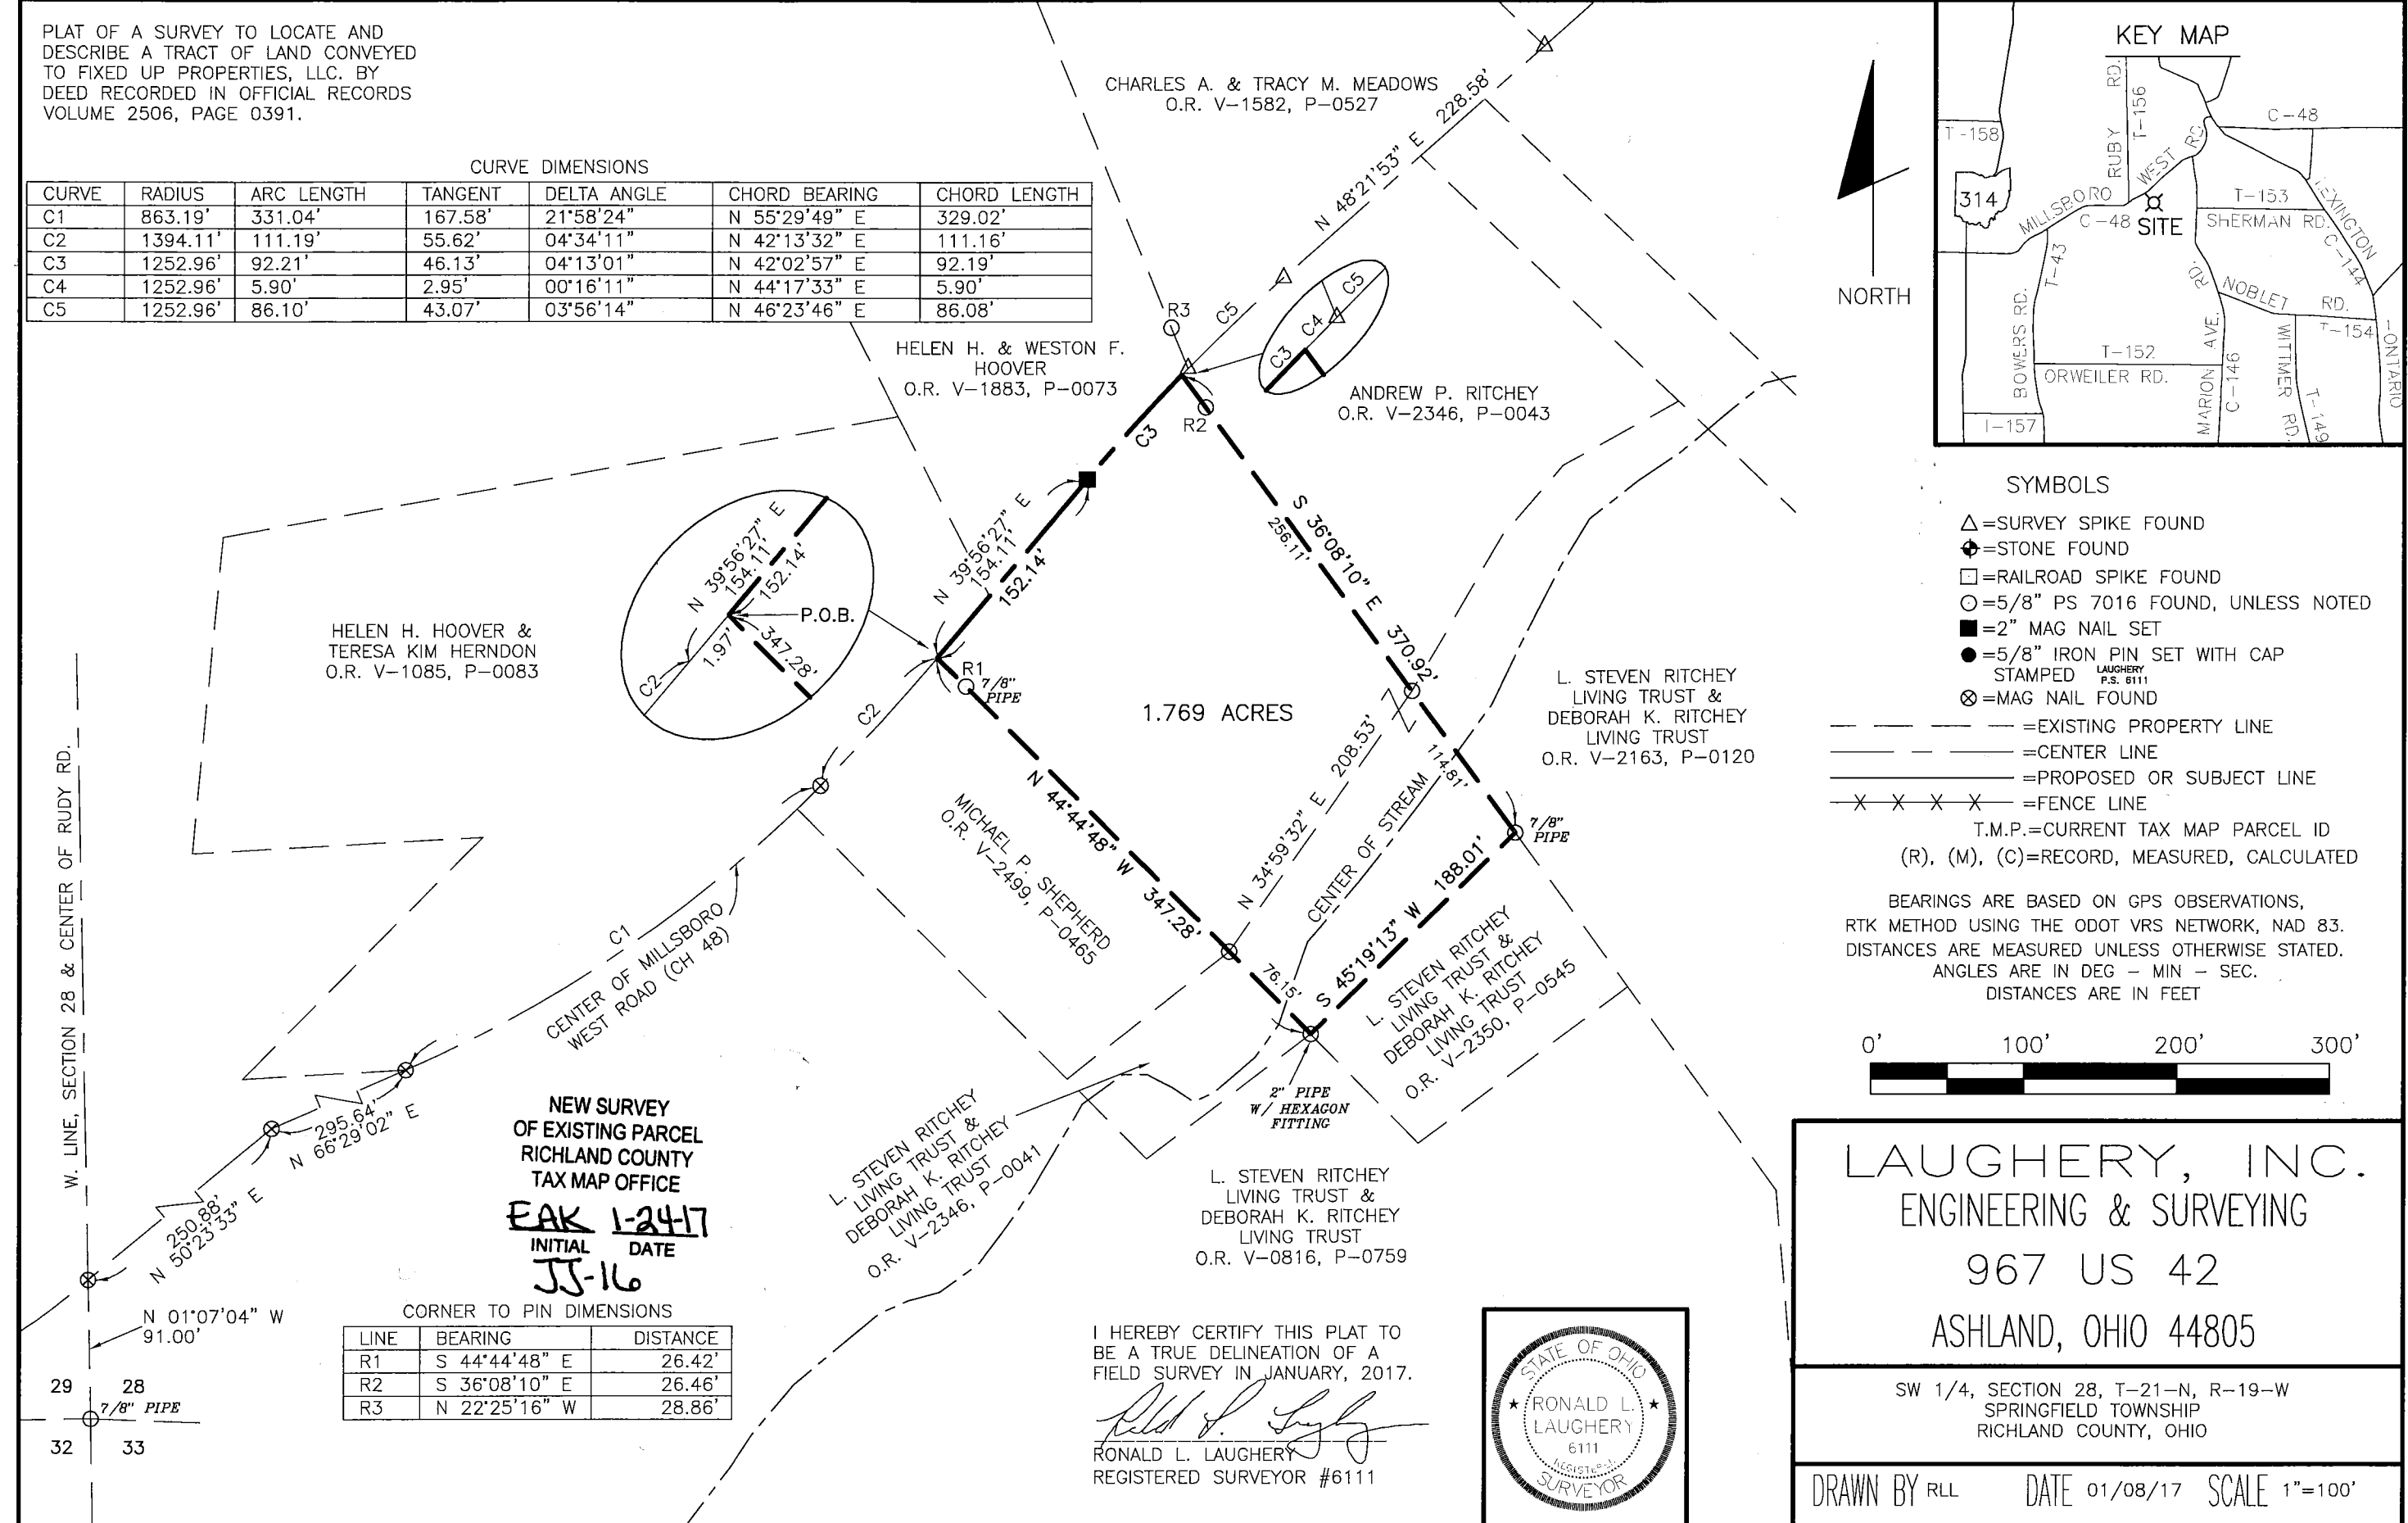 PLAT OF A SURVEY TO LOCATE AND
DESCRIBE A TRACT OF LAND CONVEYED
TO FIXED UP PROPERTIES, LLC. BY
DEED RECORDED IN OFFICIAL RECORDS
VOLUME 2506, PAGE 0391.
CURVE DIMENSIONS
CURVE RADIUS ARC LENGTH TANGENT DELTA ANGLE CHORD BEARING CHORD LENGTH
C1 863.19' 331.04' 167.58' 21°58'24" N 55°29'49" E 329.02'
C2 1394.11' 111.19' 55.62' 04°34'11" N 42°13'32" E 111.16'
C3 1252.96' 92.21' 46.13' 04°13'01" N 42°02'57" E 92.19'
C4 1252.96' 5.90' 2.95' 00°16'11" N 44°17'33" E 5.90'
C5 1252.96' 86.10' 43.07' 03°56'14" N 46°23'46" E 86.08'
CHARLES A. & TRACY M. MEADOWS
O.R. V-1582, P-0527
N 48°21'53" E 228.58'
NORTH
KEY MAP
T-158
RUBY RD.
T-156
C-48
314
MILLSBORO WEST RD
C-48
SITE
T-153
SHERMAN RD.
LEXINGTON
C-144
-ONTARIO
T-43
BOWERS RD.
RD.
NOBLET RD.
T-154
T-152
ORWEILER RD.
MARION AVE.
C-146
WITTMER RD.
T-149
T-157
R3
C5
C3
C4
C5
R2
HELEN H. & WESTON F.
HOOVER
O.R. V-1883, P-0073
ANDREW P. RITCHEY
O.R. V-2346, P-0043
C3
N 39°56'27" E
154.11'
152.14'
N 39°56'27" E
154.11'
152.14'
P.O.B.
347.28'
1.97'
C2
S 36°08'10" E 370.92'
256.11'
114.81'
HELEN H. HOOVER &
TERESA KIM HERNDON
O.R. V-1085, P-0083
R1
7/8"
PIPE
C2
1.769 ACRES
L. STEVEN RITCHEY
LIVING TRUST &
DEBORAH K. RITCHEY
LIVING TRUST
O.R. V-2163, P-0120
N 44°44'48" W 347.28'
76.15'
MICHAEL P. SHEPHERD
O.R. V-2499, P-0465
N 34°59'32" E 208.53'
CENTER OF STREAM
7/8"
PIPE
S 45°19'13" W 188.01'
L. STEVEN RITCHEY
LIVING TRUST &
DEBORAH K. RITCHEY
LIVING TRUST
O.R. V-2350, P-0545
C1
CENTER OF MILLSBORO
WEST ROAD (CH 48)
W. LINE, SECTION 28 & CENTER OF RUDY RD.
295.64'
N 66°29'02" E
250.88'
N 50°23'33" E
N 01°07'04" W
91.00'
29 28
7/8" PIPE
32 33
2" PIPE
W/ HEXAGON
FITTING
L. STEVEN RITCHEY
LIVING TRUST &
DEBORAH K. RITCHEY
LIVING TRUST
O.R. V-2346, P-0041
L. STEVEN RITCHEY
LIVING TRUST &
DEBORAH K. RITCHEY
LIVING TRUST
O.R. V-0816, P-0759
NEW SURVEY
OF EXISTING PARCEL
RICHLAND COUNTY
TAX MAP OFFICE
EAK 1-24-17
INITIAL DATE
JJ-16
CORNER TO PIN DIMENSIONS
LINE BEARING DISTANCE
R1 S 44°44'48" E 26.42'
R2 S 36°08'10" E 26.46'
R3 N 22°25'16" W 28.86'
I HEREBY CERTIFY THIS PLAT TO
BE A TRUE DELINEATION OF A
FIELD SURVEY IN JANUARY, 2017.
RONALD L. LAUGHERY
REGISTERED SURVEYOR #6111
STATE OF OHIO
RONALD L.
LAUGHERY
6111
REGISTERED
SURVEYOR
SYMBOLS
=SURVEY SPIKE FOUND
=STONE FOUND
=RAILROAD SPIKE FOUND
=5/8" PS 7016 FOUND, UNLESS NOTED
=2" MAG NAIL SET
=5/8" IRON PIN SET WITH CAP
STAMPED LAUGHERY
P.S. 6111
=MAG NAIL FOUND
=EXISTING PROPERTY LINE
=CENTER LINE
=PROPOSED OR SUBJECT LINE
X X X X =FENCE LINE
T.M.P.=CURRENT TAX MAP PARCEL ID
(R), (M), (C)=RECORD, MEASURED, CALCULATED
BEARINGS ARE BASED ON GPS OBSERVATIONS,
RTK METHOD USING THE ODOT VRS NETWORK, NAD 83.
DISTANCES ARE MEASURED UNLESS OTHERWISE STATED.
ANGLES ARE IN DEG - MIN - SEC.
DISTANCES ARE IN FEET
0' 100' 200' 300'
LAUGHERY, INC.
ENGINEERING & SURVEYING
967 US 42
ASHLAND, OHIO 44805
SW 1/4, SECTION 28, T-21-N, R-19-W
SPRINGFIELD TOWNSHIP
RICHLAND COUNTY, OHIO
DRAWN BY RLL DATE 01/08/17 SCALE 1"=100'